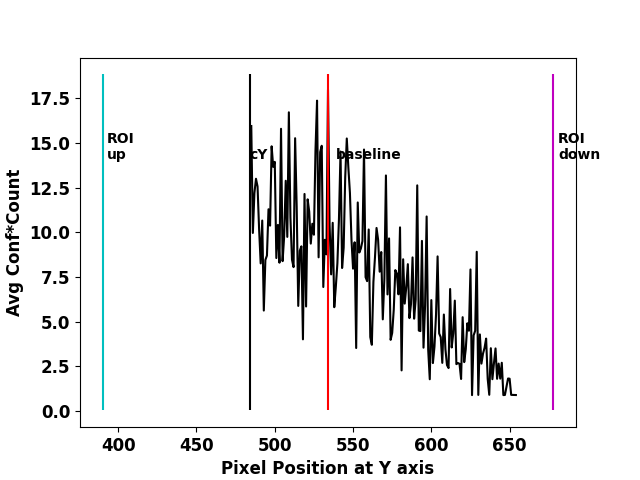 17.5
15.0
12.5
10.0
7.5
5.0
2.5
0.0
Avg Conf*Count
ROI
up
cY
baseline
ROI
down
400 450 500 550 600 650
Pixel Position at Y axis